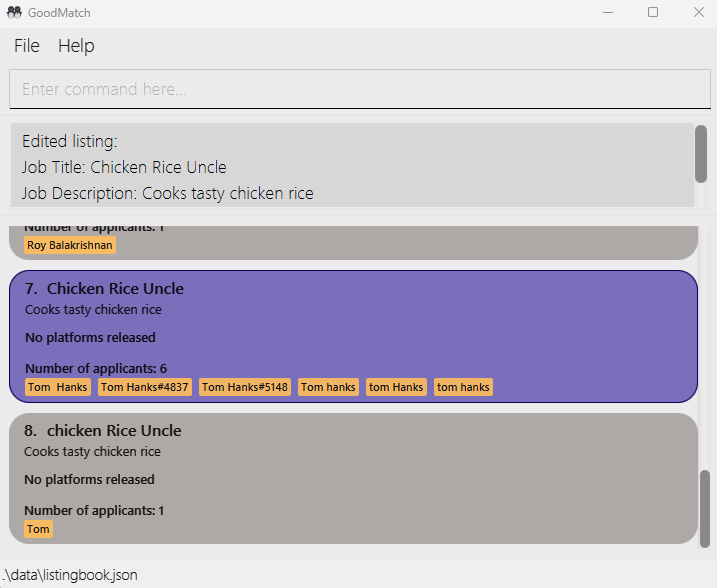 GoodMatch
File Help
Enter command here...
Edited listing:
Job Title: Chicken Rice Uncle
Job Description: Cooks tasty chicken rice
Number of applicants: 1
Roy Balakrishnan
7. Chicken Rice Uncle
Cooks tasty chicken rice
No platforms released
Number of applicants: 6
Tom  Hanks Tom Hanks#4837 Tom Hanks#5148 Tom hanks tom Hanks tom hanks
8. chicken Rice Uncle
Cooks tasty chicken rice
No platforms released
Number of applicants: 1
Tom
.\data\listingbook.json